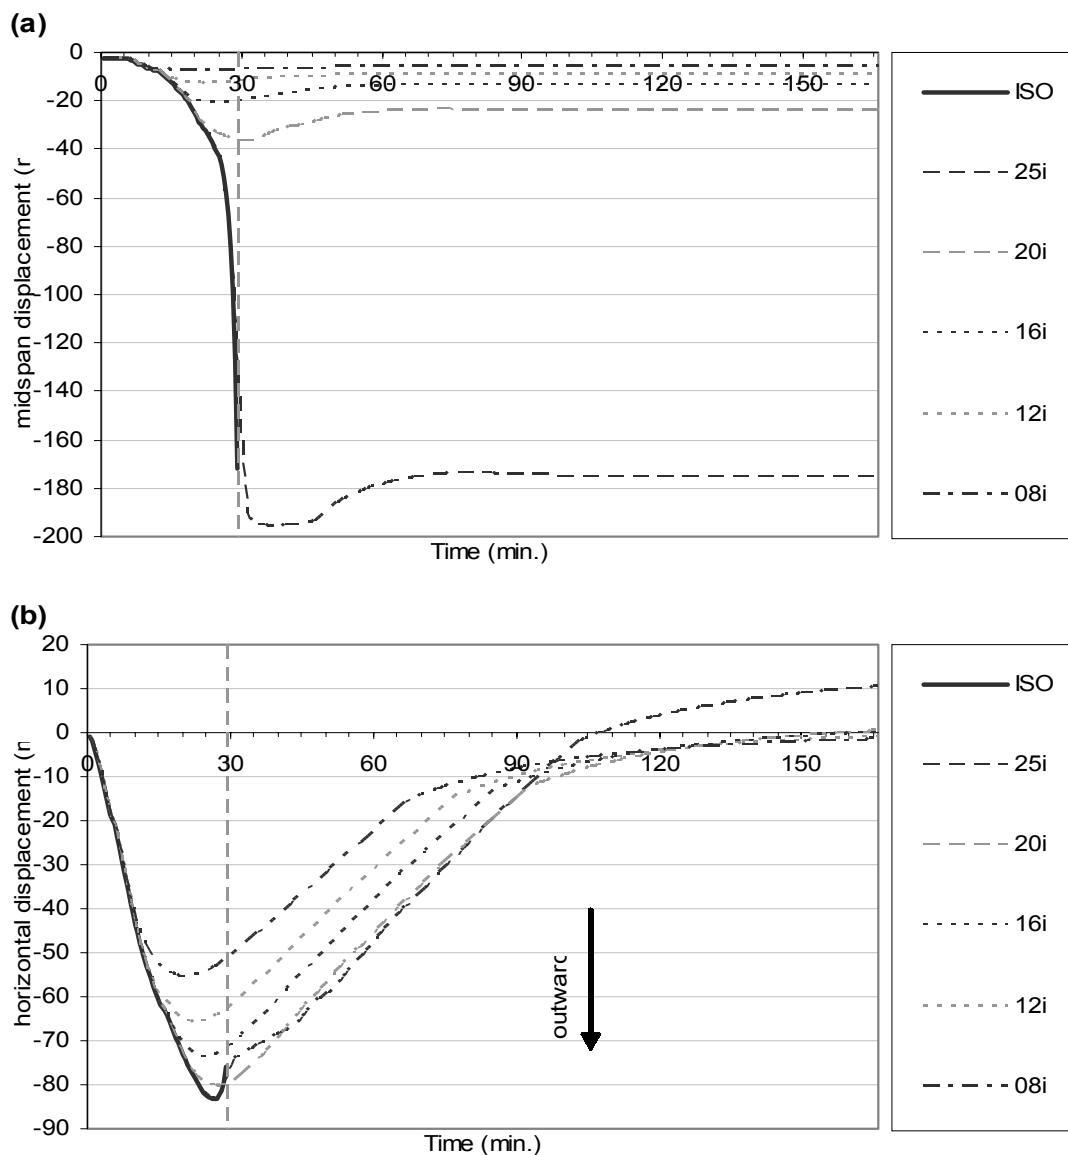 (a)
0
-20
-40
-60
-80
-100
-120
-140
-160
-180
-200
0 30 60 90 120 150
midspan displacement (r
Time (min.)
ISO
25i
20i
16i
12i
08i
(b)
20
10
0
-10
-20
-30
-40
-50
-60
-70
-80
-90
0 30 60 90 120 150
horizontal displacement (r
outward
Time (min.)
ISO
25i
20i
16i
12i
08i